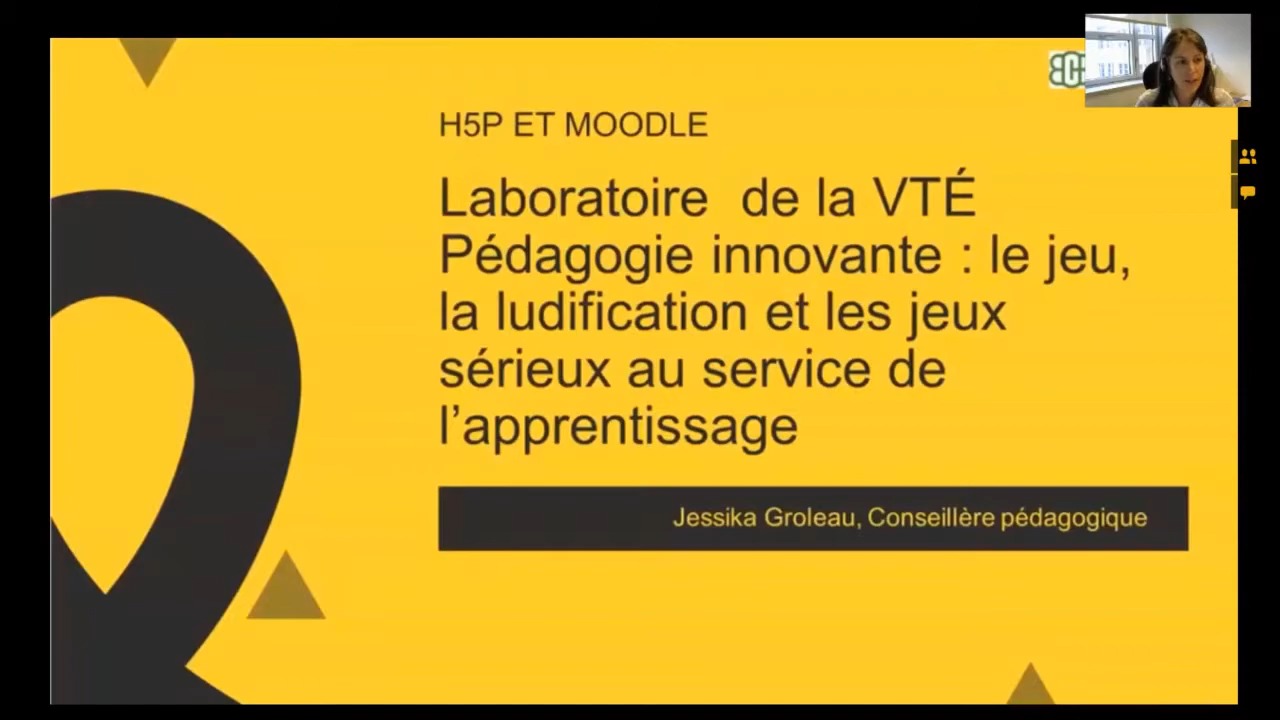 H5P ET MOODLE
Laboratoire de la VTÉ
Pédagogie innovante : le jeu,
la ludification et les jeux
sérieux au service de
l’apprentissage
Jessika Groleau, Conseillère pédagogique